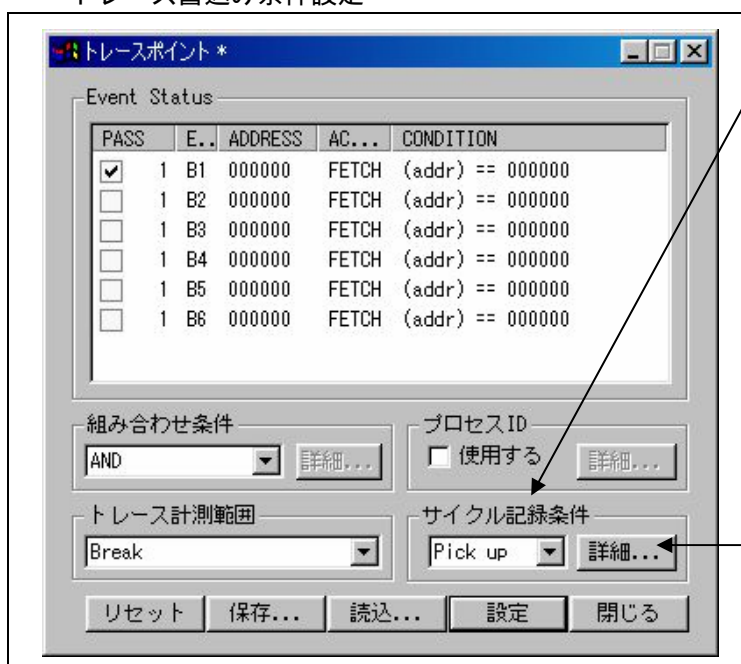 トレース書込み条件設定
トレースポイント *
Event Status
PASS E.. ADDRESS AC... CONDITION
1 B1 000000 FETCH (addr) == 000000
1 B2 000000 FETCH (addr) == 000000
1 B3 000000 FETCH (addr) == 000000
1 B4 000000 FETCH (addr) == 000000
1 B5 000000 FETCH (addr) == 000000
1 B6 000000 FETCH (addr) == 000000
組み合わせ条件
AND 詳細...
プロセスID
使用する 詳細...
トレース計測範囲
Break
サイクル記録条件
Pick up 詳細...
リセット 保存... 読込... 設定 閉じる